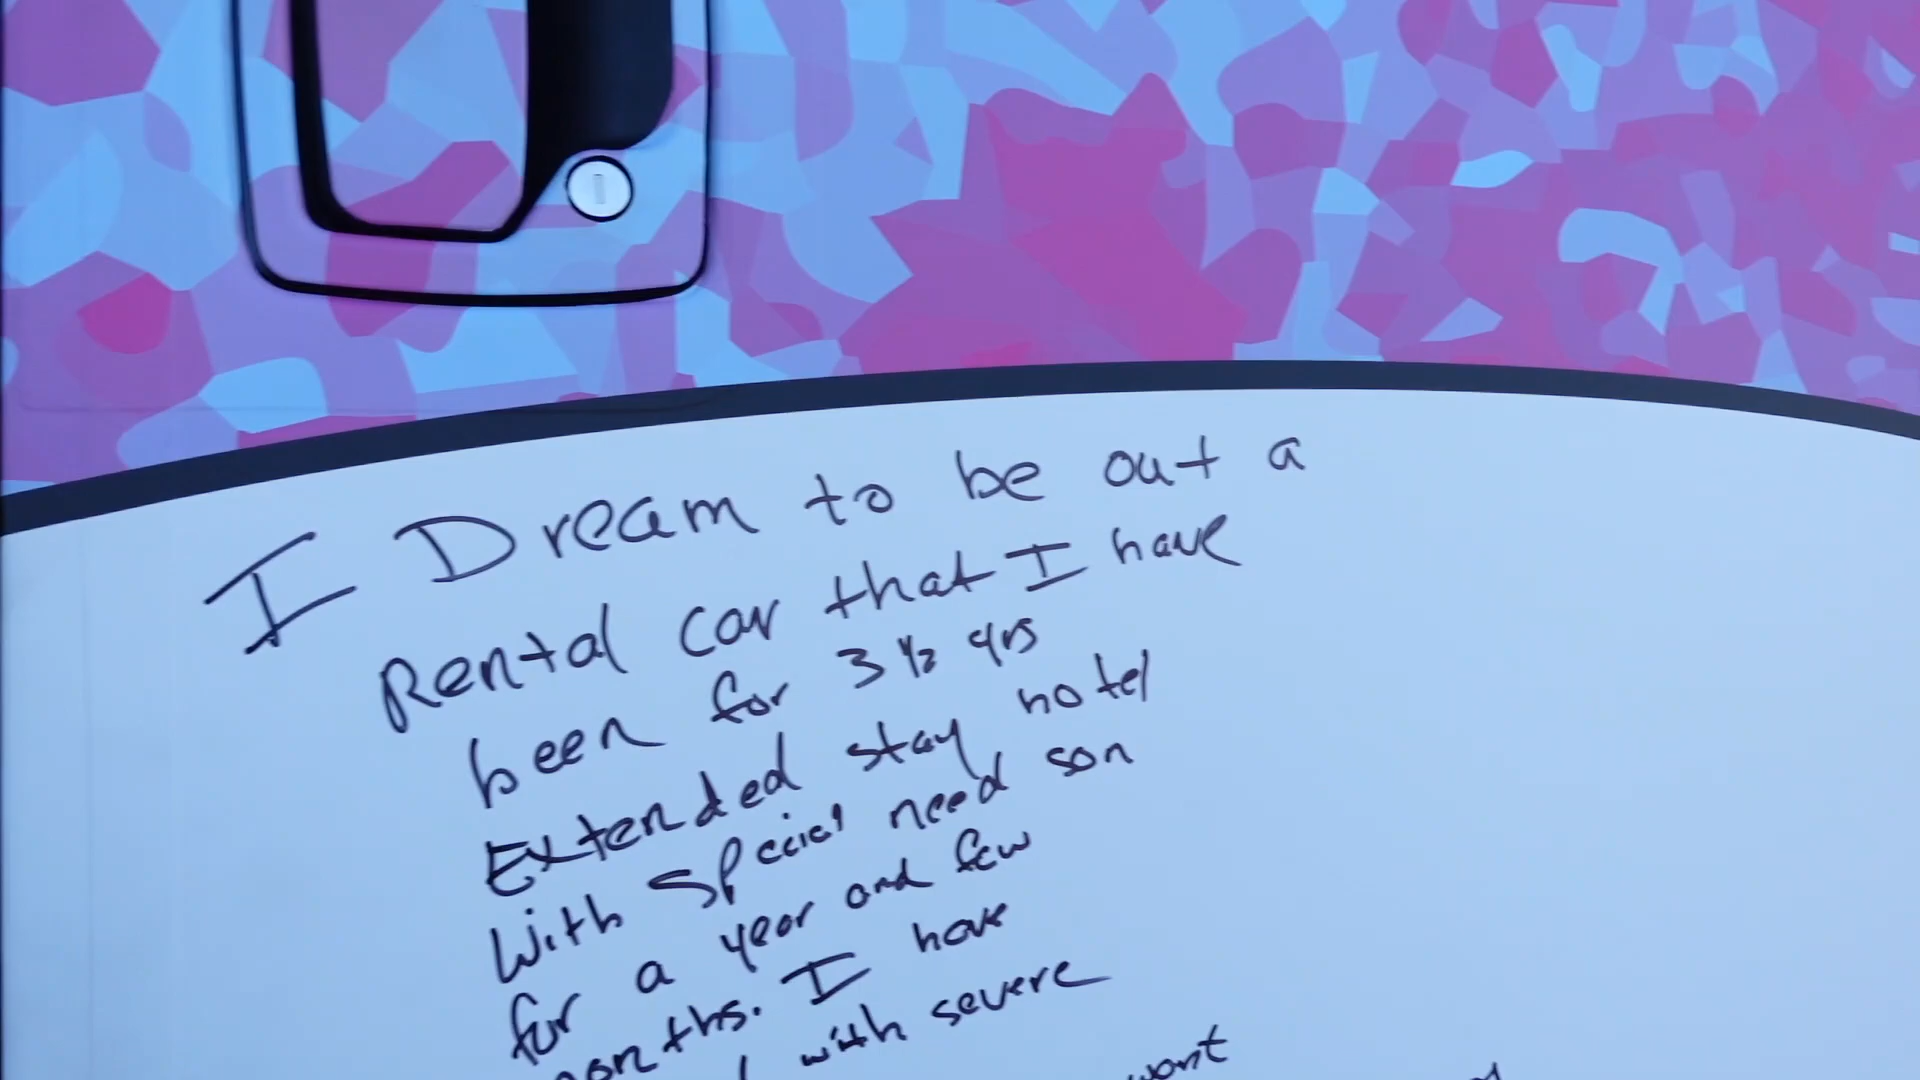 I Dream to be out a
Rental car that I have
been for 3 1/2 yrs
Extended stay hotel
With special need son
for a year and few
months. I have
with severe
want